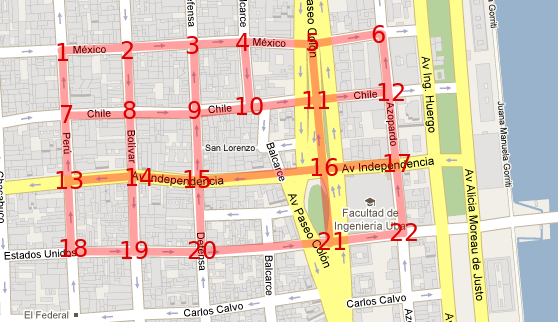 efensa
Balcarce
Paseo Colón
Gorriti
1
México
2
3
4
México
5
6
Av Ing. Huergo
7
Chile
8
9
Chile
10
11
Chile
12
Azopardo
Juana Manuela Gorriti
Perú
Bolívar
San Lorenzo
Balcarce
Chacabuco
13
14
Av Independencia
15
16
Av Independencia
17
Av Paseo Colón
Facultad de
Ingenieria Uba
Av Alicia Moreau de Justo
Estados Unidos
18
19
Defensa
20
21
22
Balcarce
Carlos Calvo
Carlos Calvo
El Federal